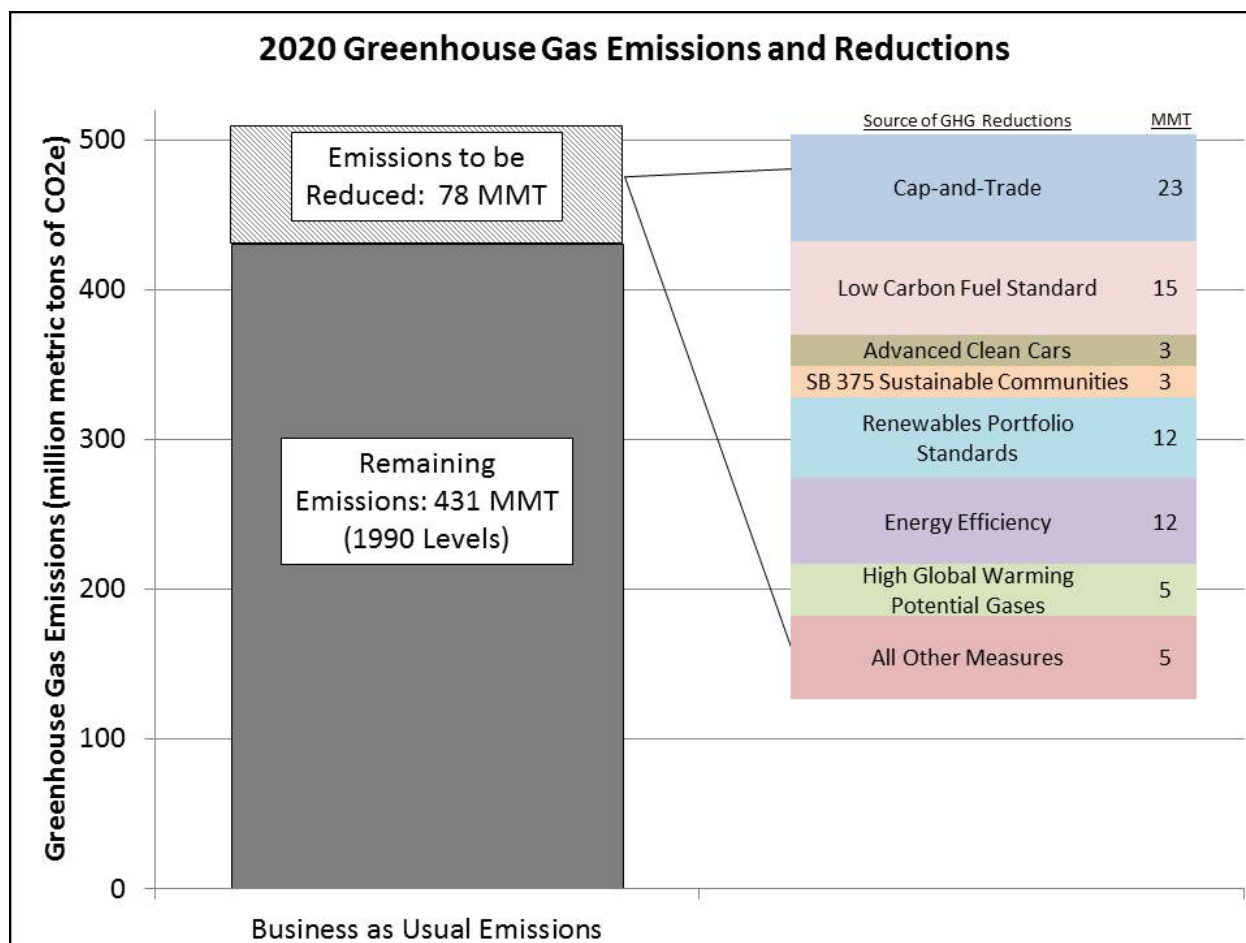 2020 Greenhouse Gas Emissions and Reductions
Greenhouse Gas Emissions (million metric tons of CO2e)
500
400
300
200
100
0
Emissions to be
Reduced: 78 MMT
Remaining
Emissions: 431 MMT
(1990 Levels)
Business as Usual Emissions
Source of GHG Reductions MMT
Cap-and-Trade 23
Low Carbon Fuel Standard 15
Advanced Clean Cars 3
SB 375 Sustainable Communities 3
Renewables Portfolio
Standards 12
Energy Efficiency 12
High Global Warming
Potential Gases 5
All Other Measures 5